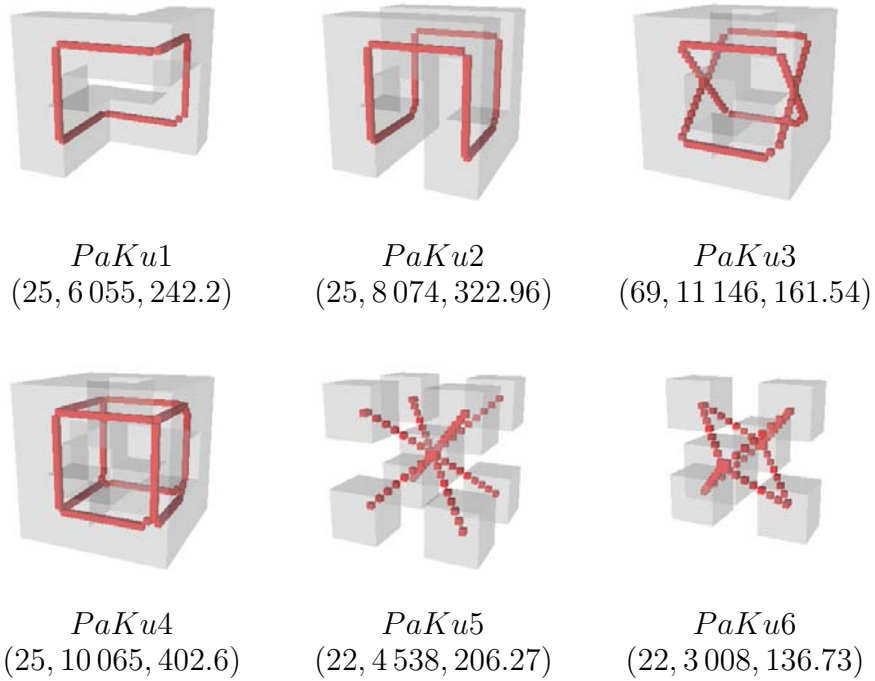 PaKu1 PaKu2 PaKu3
(25, 6 055, 242.2) (25, 8 074, 322.96) (69, 11 146, 161.54)
PaKu4 PaKu5 PaKu6
(25, 10 065, 402.6) (22, 4 538, 206.27) (22, 3 008, 136.73)